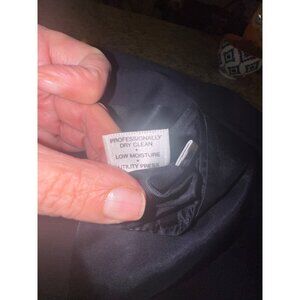 PROFESSIONALLY
DRY CLEAN
•
LOW MOISTURE
•
UTILITY PRESS